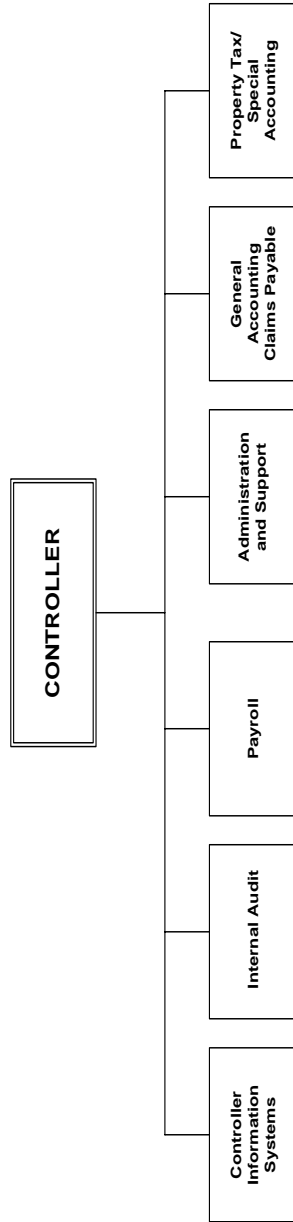 CONTROLLER
Controller
Information
Systems
Internal Audit
Payroll
Administration
and Support
General
Accounting
Claims Payable
Property Tax/
Special
Accounting